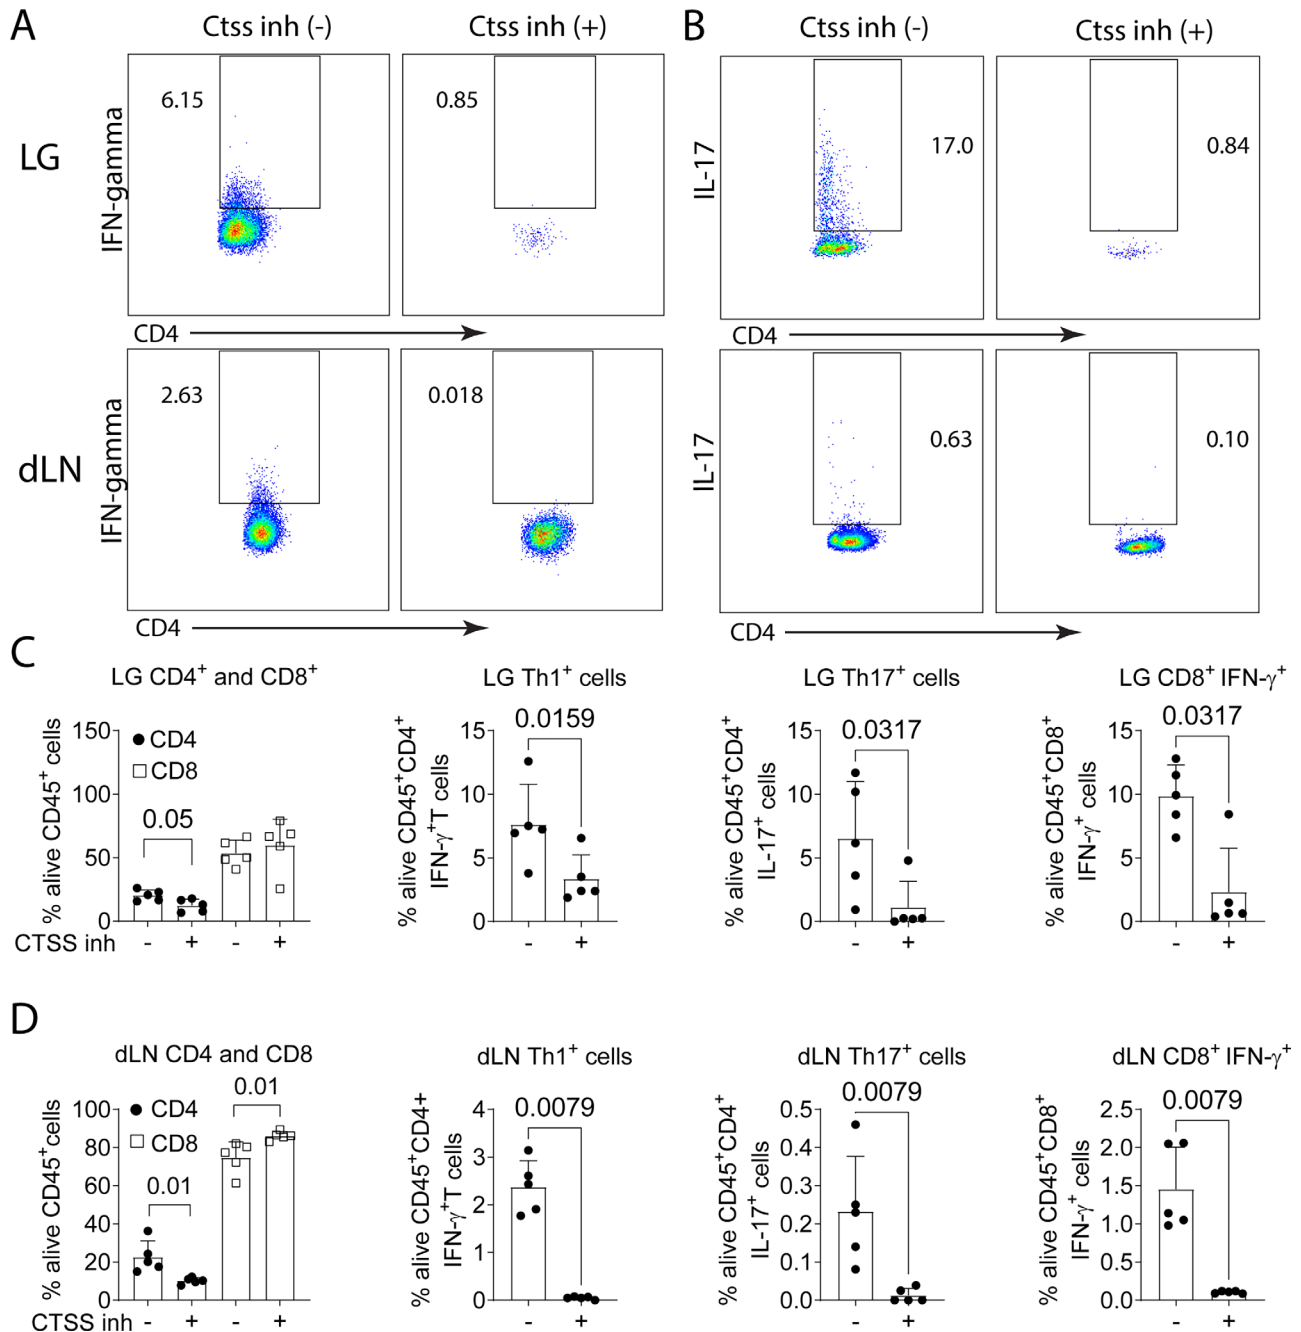 A
Ctss inh (-)
Ctss inh (+)
B
Ctss inh (-)
Ctss inh (+)
LG
IFN-gamma
6.15
0.85
IL-17
17.0
0.84
CD4
CD4
dLN
IFN-gamma
2.63
0.018
IL-17
0.63
0.10
CD4
CD4
C
LG CD4⁺ and CD8⁺
% alive CD45⁺ cells
150
100
50
0
CD4
CD8
0.05
CTSS inh
-
+
-
+
LG Th1⁺ cells
% alive CD45⁺CD4⁺
IFN-γ⁺T cells
15
10
5
0
0.0159
-
+
LG Th17⁺ cells
% alive CD45⁺CD4⁺
IL-17⁺ cells
15
10
5
0
0.0317
-
+
LG CD8⁺ IFN-γ⁺
% alive CD45⁺CD8⁺
IFN-γ⁺ cells
15
10
5
0
0.0317
-
+
D
dLN CD4 and CD8
% alive CD45⁺cells
100
80
60
40
20
0
CD4
CD8
0.01
0.01
CTSS inh
-
+
-
+
dLN Th1⁺ cells
% alive CD45⁺CD4+
IFN-γ⁺T cells
4
3
2
1
0
0.0079
-
+
dLN Th17⁺ cells
% alive CD45⁺CD4⁺
IL-17⁺ cells
0.5
0.4
0.3
0.2
0.1
0.0
0.0079
-
+
dLN CD8⁺ IFN-γ⁺
% alive CD45⁺CD8⁺
IFN-γ⁺ cells
2.5
2.0
1.5
1.0
0.5
0.0
0.0079
-
+